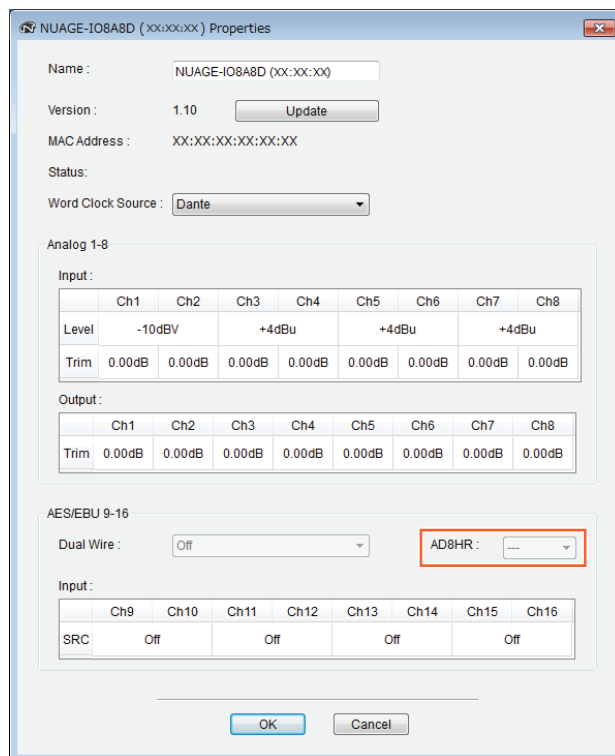 NUAGE-IO8A8D (XX:XX:XX) Properties
Name :
NUAGE-IO8A8D (XX:XX:XX)
Version :
1.10
Update
MAC Address :
XX:XX:XX:XX:XX:XX
Status:
Word Clock Source :
Dante
Analog 1-8
Input :
Ch1 Ch2 Ch3 Ch4 Ch5 Ch6 Ch7 Ch8
Level -10dBV +4dBu +4dBu +4dBu
Trim 0.00dB 0.00dB 0.00dB 0.00dB 0.00dB 0.00dB 0.00dB 0.00dB
Output :
Ch1 Ch2 Ch3 Ch4 Ch5 Ch6 Ch7 Ch8
Trim 0.00dB 0.00dB 0.00dB 0.00dB 0.00dB 0.00dB 0.00dB 0.00dB
AES/EBU 9-16
Dual Wire :
Off
AD8HR :
---
Input :
Ch9 Ch10 Ch11 Ch12 Ch13 Ch14 Ch15 Ch16
SRC Off Off Off Off
OK
Cancel